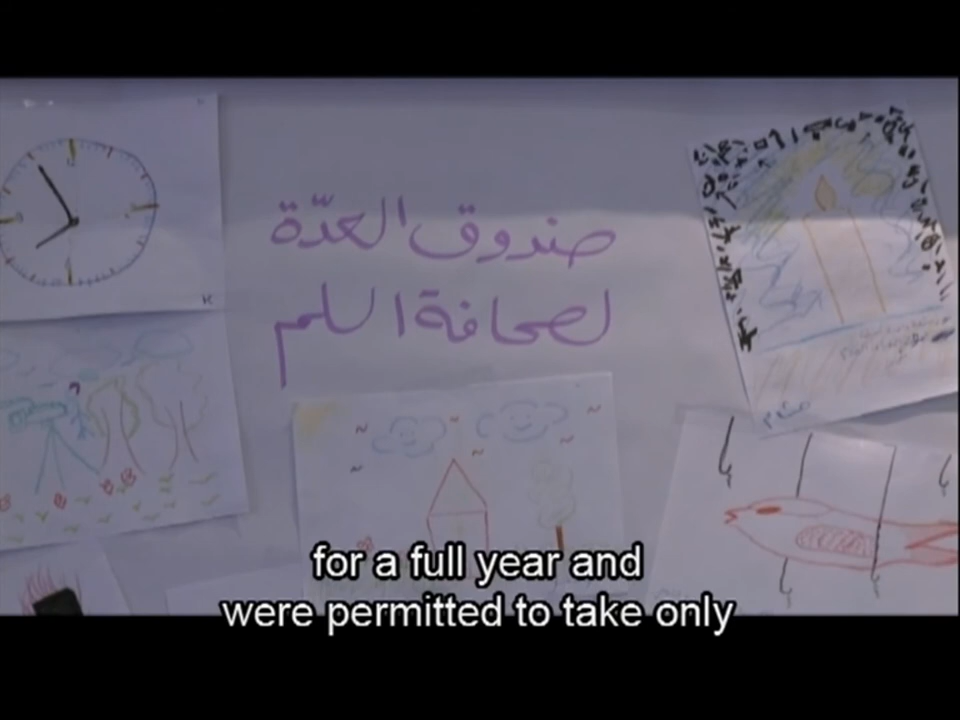 صندوق العدّة
لصحافة السلم
for a full year and
were permitted to take only